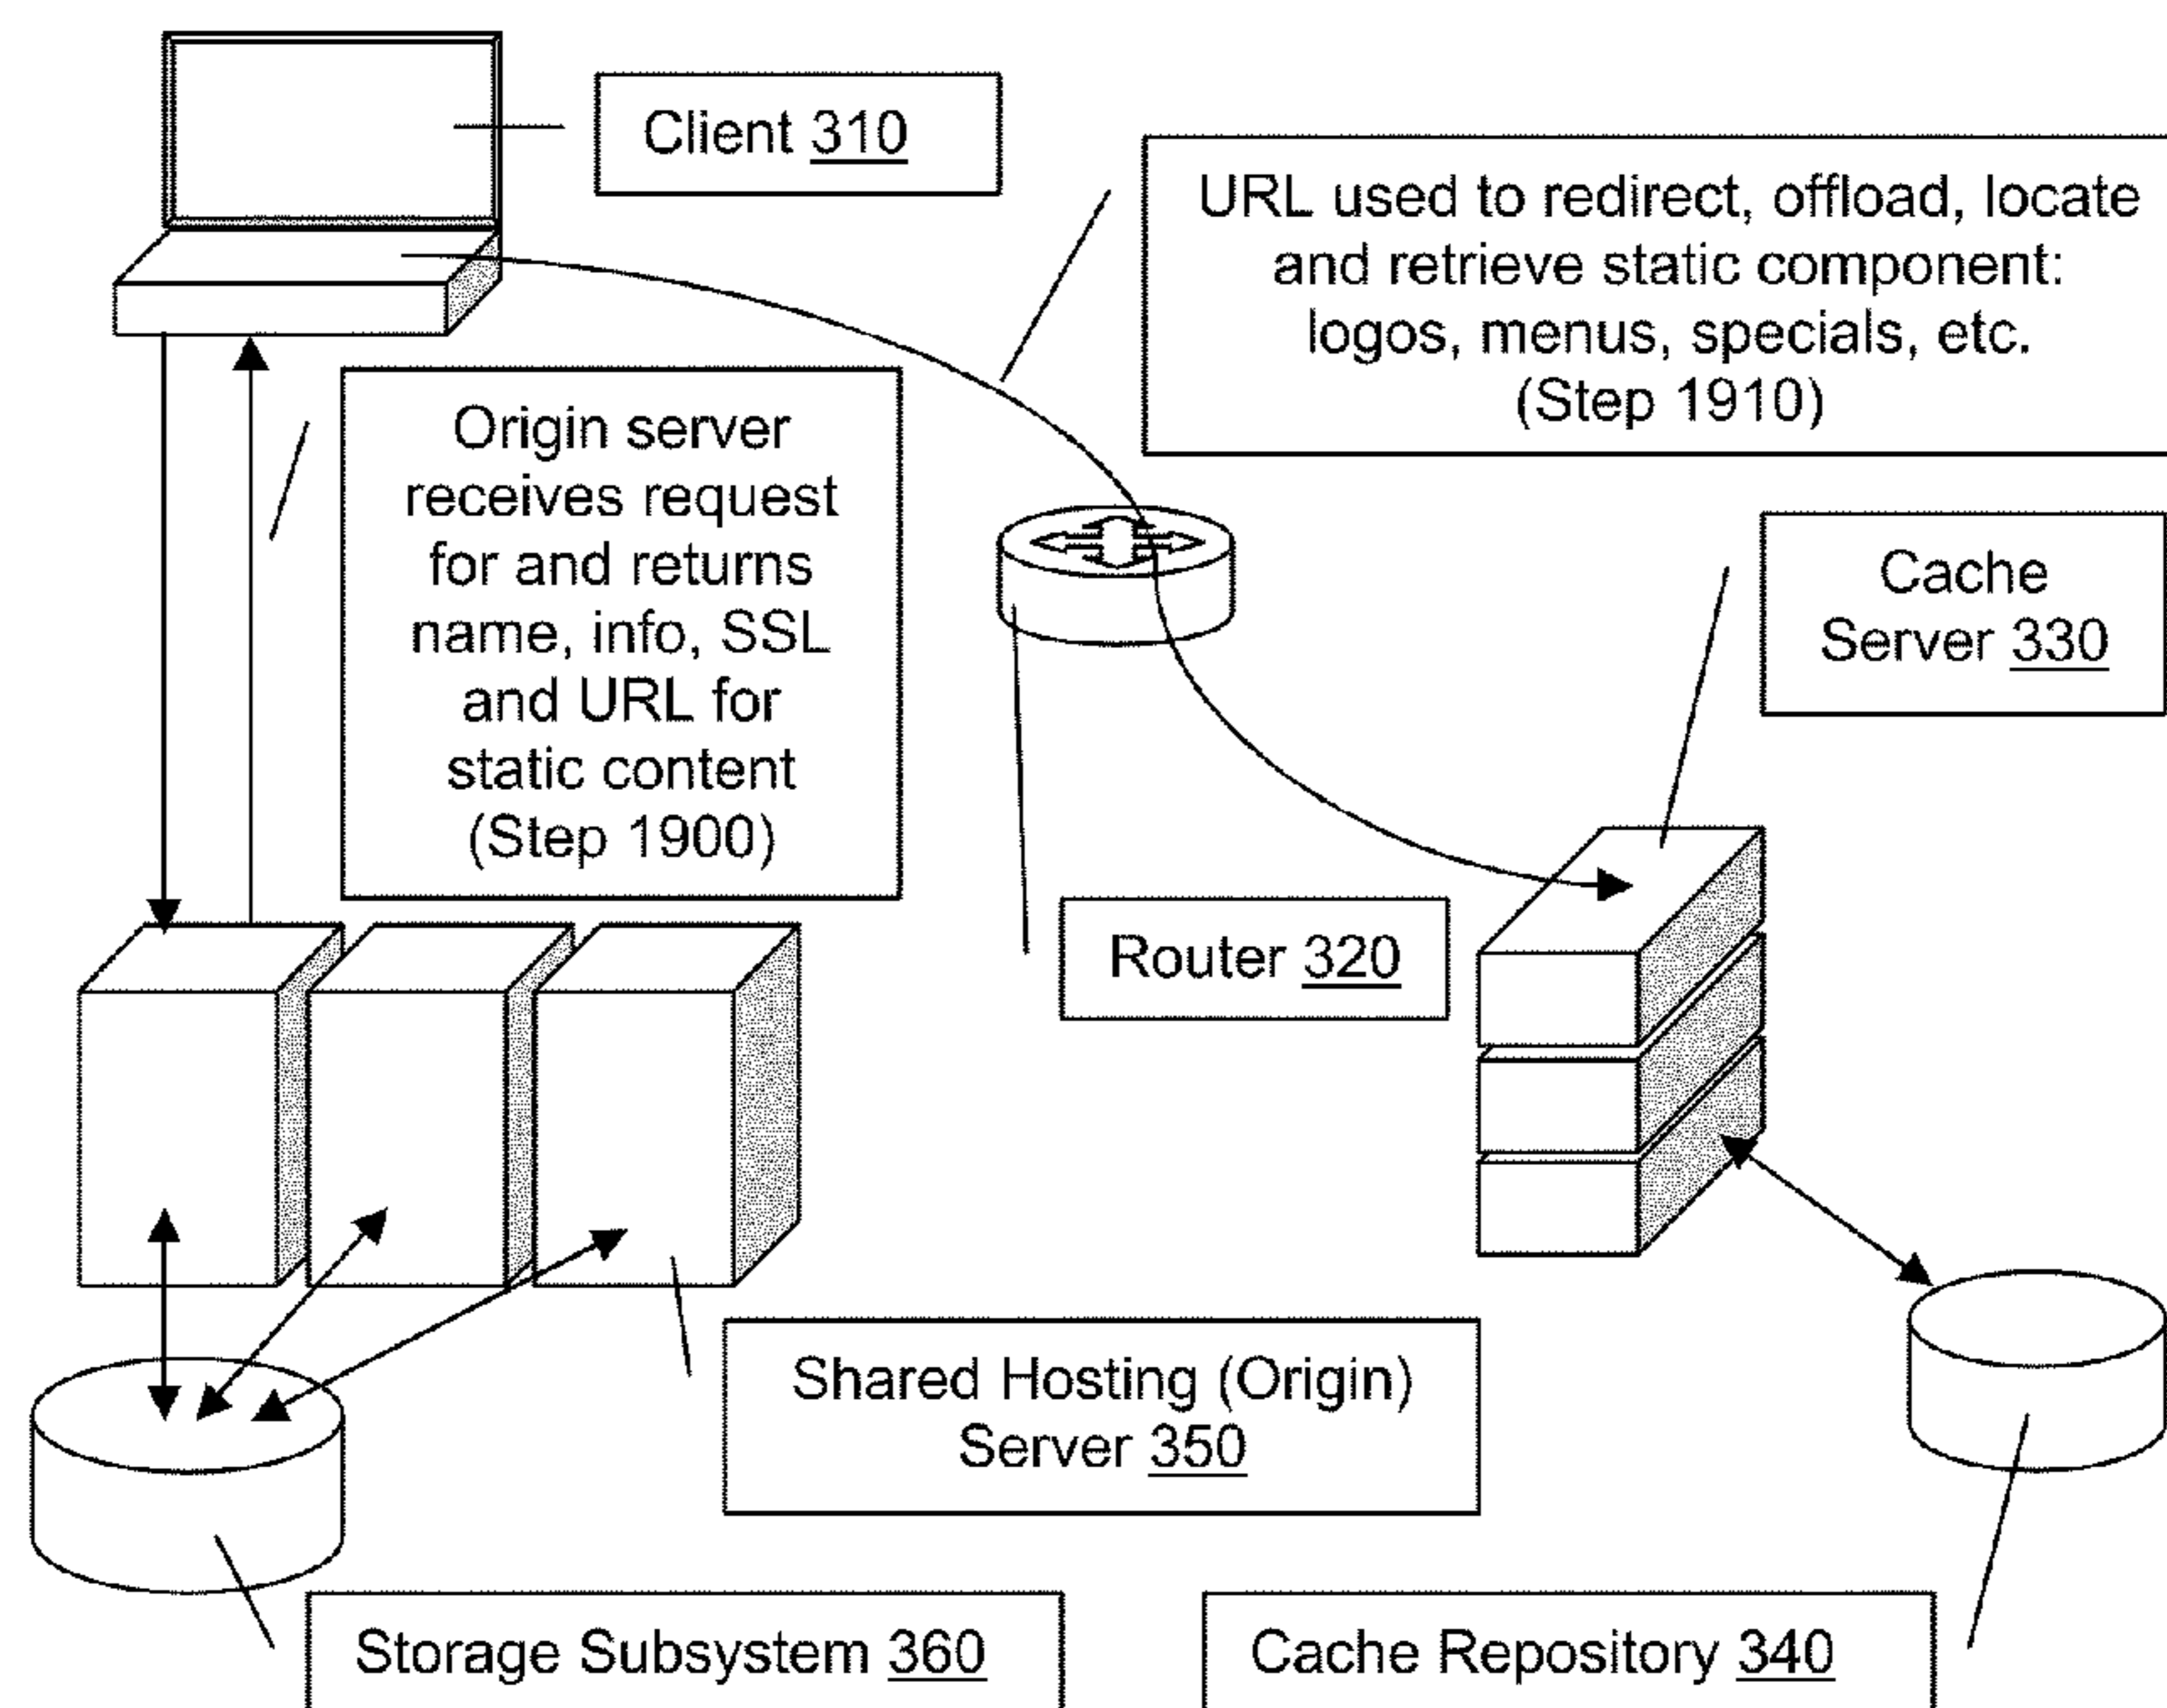 Client 310
URL used to redirect, offload, locate
and retrieve static component:
logos, menus, specials, etc.
(Step 1910)
Origin server
receives request
for and returns
name, info, SSL
and URL for
static content
(Step 1900)
Cache
Server 330
Router 320
Shared Hosting (Origin)
Server 350
Storage Subsystem 360
Cache Repository 340